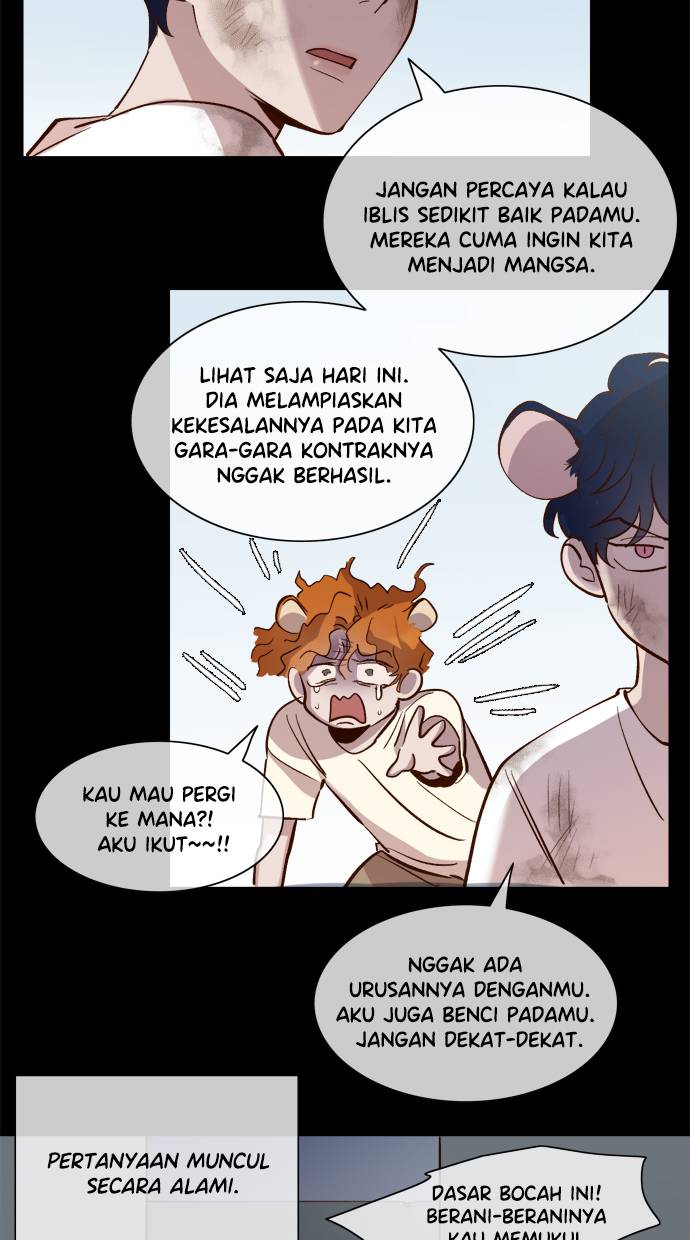 JANGAN PERCAYA KALAU
IBLIS SEDIKIT BAIK PADAMU.
MEREKA CUMA INGIN KITA
MENJADI MANGSA.
LIHAT SAJA HARI INI.
DIA MELAMPIASKAN
KEKESALANNYA PADA KITA
GARA-GARA KONTRAKNYA
NGGAK BERHASIL.
KAU MAU PERGI
KE MANA?!
AKU IKUT~~!!
NGGAK ADA
URUSANNYA DENGANMU.
AKU JUGA BENCI PADAMU.
JANGAN DEKAT-DEKAT.
PERTANYAAN MUNCUL
SECARA ALAMI.
DASAR BOCAH INI!
BERANI-BERANINYA
KAU MEMUKUL